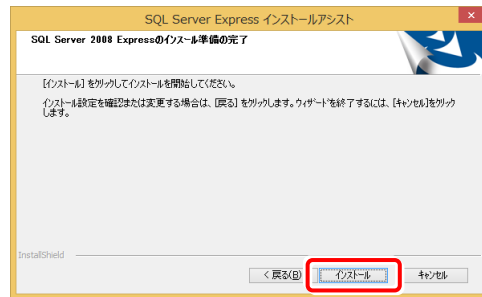 SQL Server Express インストールアシスト
×
SQL Server 2008 Expressのインストール準備の完了
[インストール] をクリックしてインストールを開始してください。
インストール設定を確認または変更する場合は、[戻る] をクリックします。ウィザードを終了するには、[キャンセル]をクリック
します。
InstallShield
< 戻る(B)
インストール
キャンセル